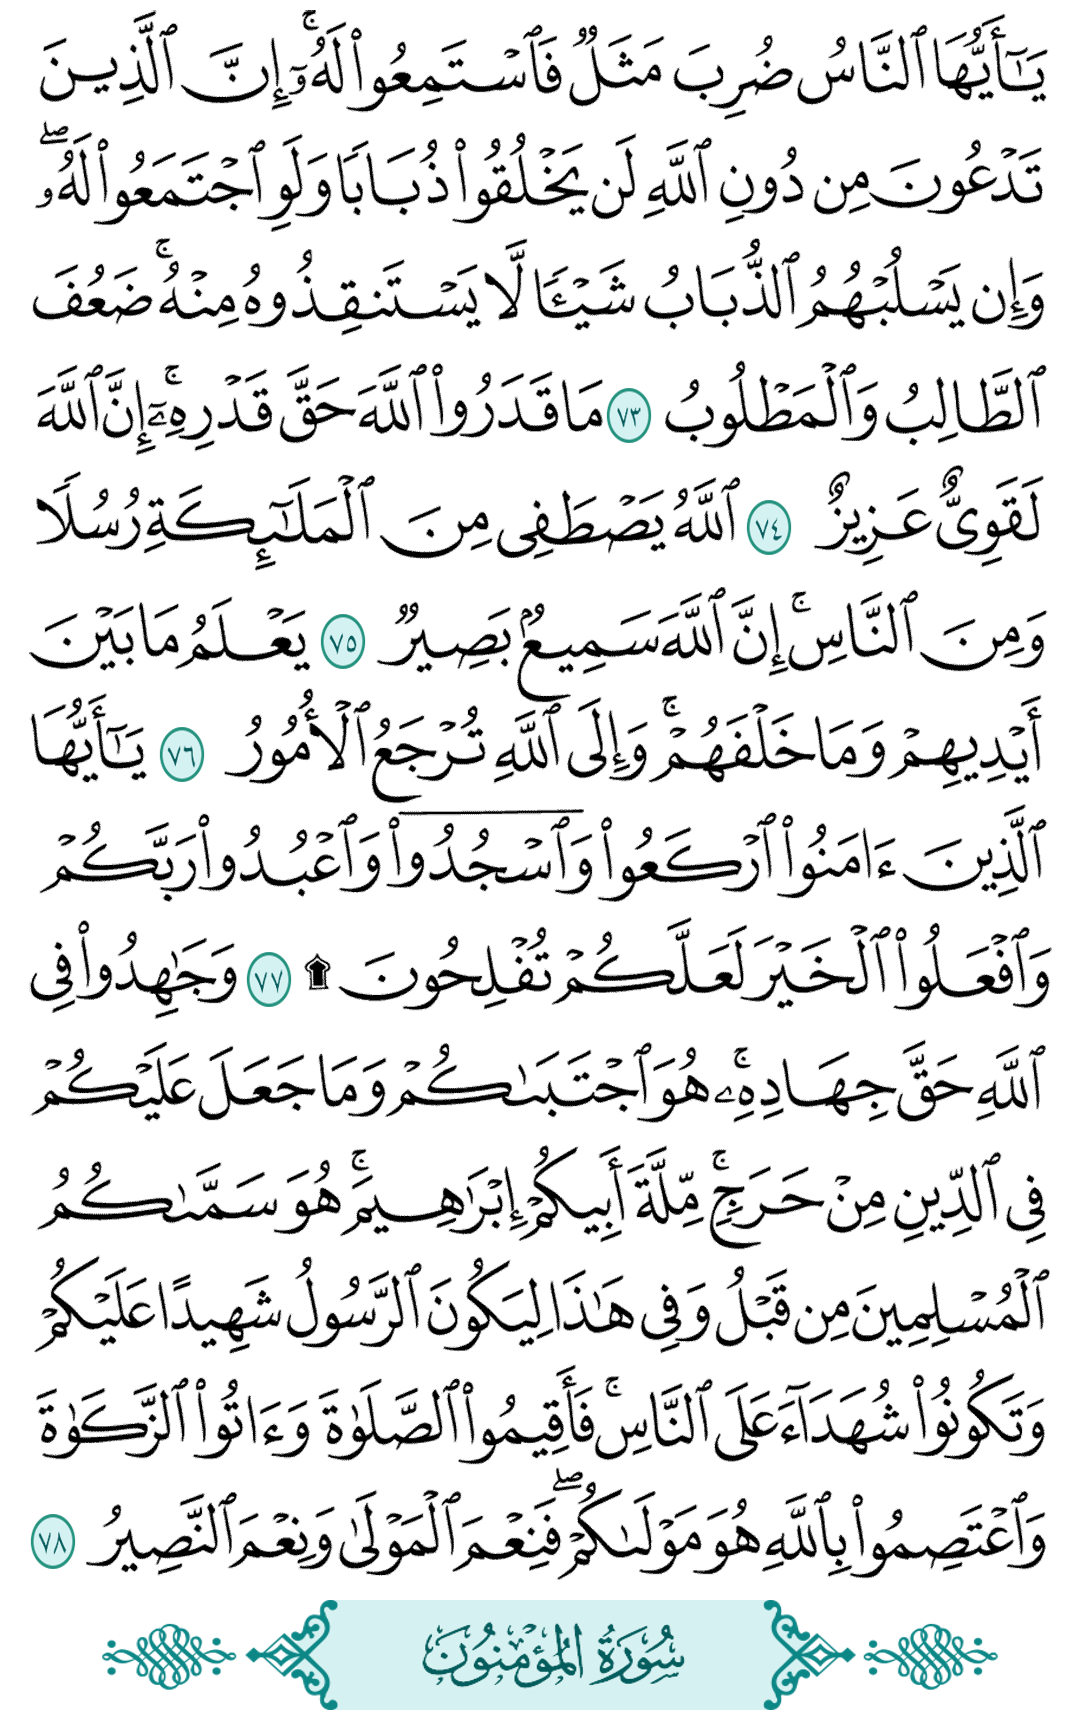 يَـٰٓأَيُّهَا ٱلنَّاسُ ضُرِبَ مَثَلٌ فَٱسْتَمِعُوا۟ لَهُۥٓ ۚ إِنَّ ٱلَّذِينَ
تَدْعُونَ مِن دُونِ ٱللَّهِ لَن يَخْلُقُوا۟ ذُبَابًا وَلَوِ ٱجْتَمَعُوا۟ لَهُۥ ۖ
وَإِن يَسْلُبْهُمُ ٱلذُّبَابُ شَيْـًٔا لَّا يَسْتَنقِذُوهُ مِنْهُ ۚ ضَعُفَ
ٱلطَّالِبُ وَٱلْمَطْلُوبُ ٧٣ مَا قَدَرُوا۟ ٱللَّهَ حَقَّ قَدْرِهِۦٓ ۚ إِنَّ ٱللَّهَ
لَقَوِىٌّ عَزِيزٌ ٧٤ ٱللَّهُ يَصْطَفِى مِنَ ٱلْمَلَـٰٓئِكَةِ رُسُلًا
وَمِنَ ٱلنَّاسِ ۚ إِنَّ ٱللَّهَ سَمِيعٌۢ بَصِيرٌ ٧٥ يَعْلَمُ مَا بَيْنَ
أَيْدِيهِمْ وَمَا خَلْفَهُمْ ۚ وَإِلَى ٱللَّهِ تُرْجَعُ ٱلْأُمُورُ ٧٦ يَـٰٓأَيُّهَا
ٱلَّذِينَ ءَامَنُوا۟ ٱرْكَعُوا۟ وَٱسْجُدُوا۟ وَٱعْبُدُوا۟ رَبَّكُمْ
وَٱفْعَلُوا۟ ٱلْخَيْرَ لَعَلَّكُمْ تُفْلِحُونَ ۩ ٧٧ وَجَـٰهِدُوا۟ فِى
ٱللَّهِ حَقَّ جِهَادِهِۦ ۚ هُوَ ٱجْتَبَىٰكُمْ وَمَا جَعَلَ عَلَيْكُمْ
فِى ٱلدِّينِ مِنْ حَرَجٍ ۚ مِّلَّةَ أَبِيكُمْ إِبْرَٰهِيمَ ۚ هُوَ سَمَّىٰكُمُ
ٱلْمُسْلِمِينَ مِن قَبْلُ وَفِى هَـٰذَا لِيَكُونَ ٱلرَّسُولُ شَهِيدًا عَلَيْكُمْ
وَتَكُونُوا۟ شُهَدَآءَ عَلَى ٱلنَّاسِ ۚ فَأَقِيمُوا۟ ٱلصَّلَوٰةَ وَءَاتُوا۟ ٱلزَّكَوٰةَ
وَٱعْتَصِمُوا۟ بِٱللَّهِ هُوَ مَوْلَىٰكُمْ ۖ فَنِعْمَ ٱلْمَوْلَىٰ وَنِعْمَ ٱلنَّصِيرُ ٧٨
سُورَةُ الْمُؤْمِنُونَ